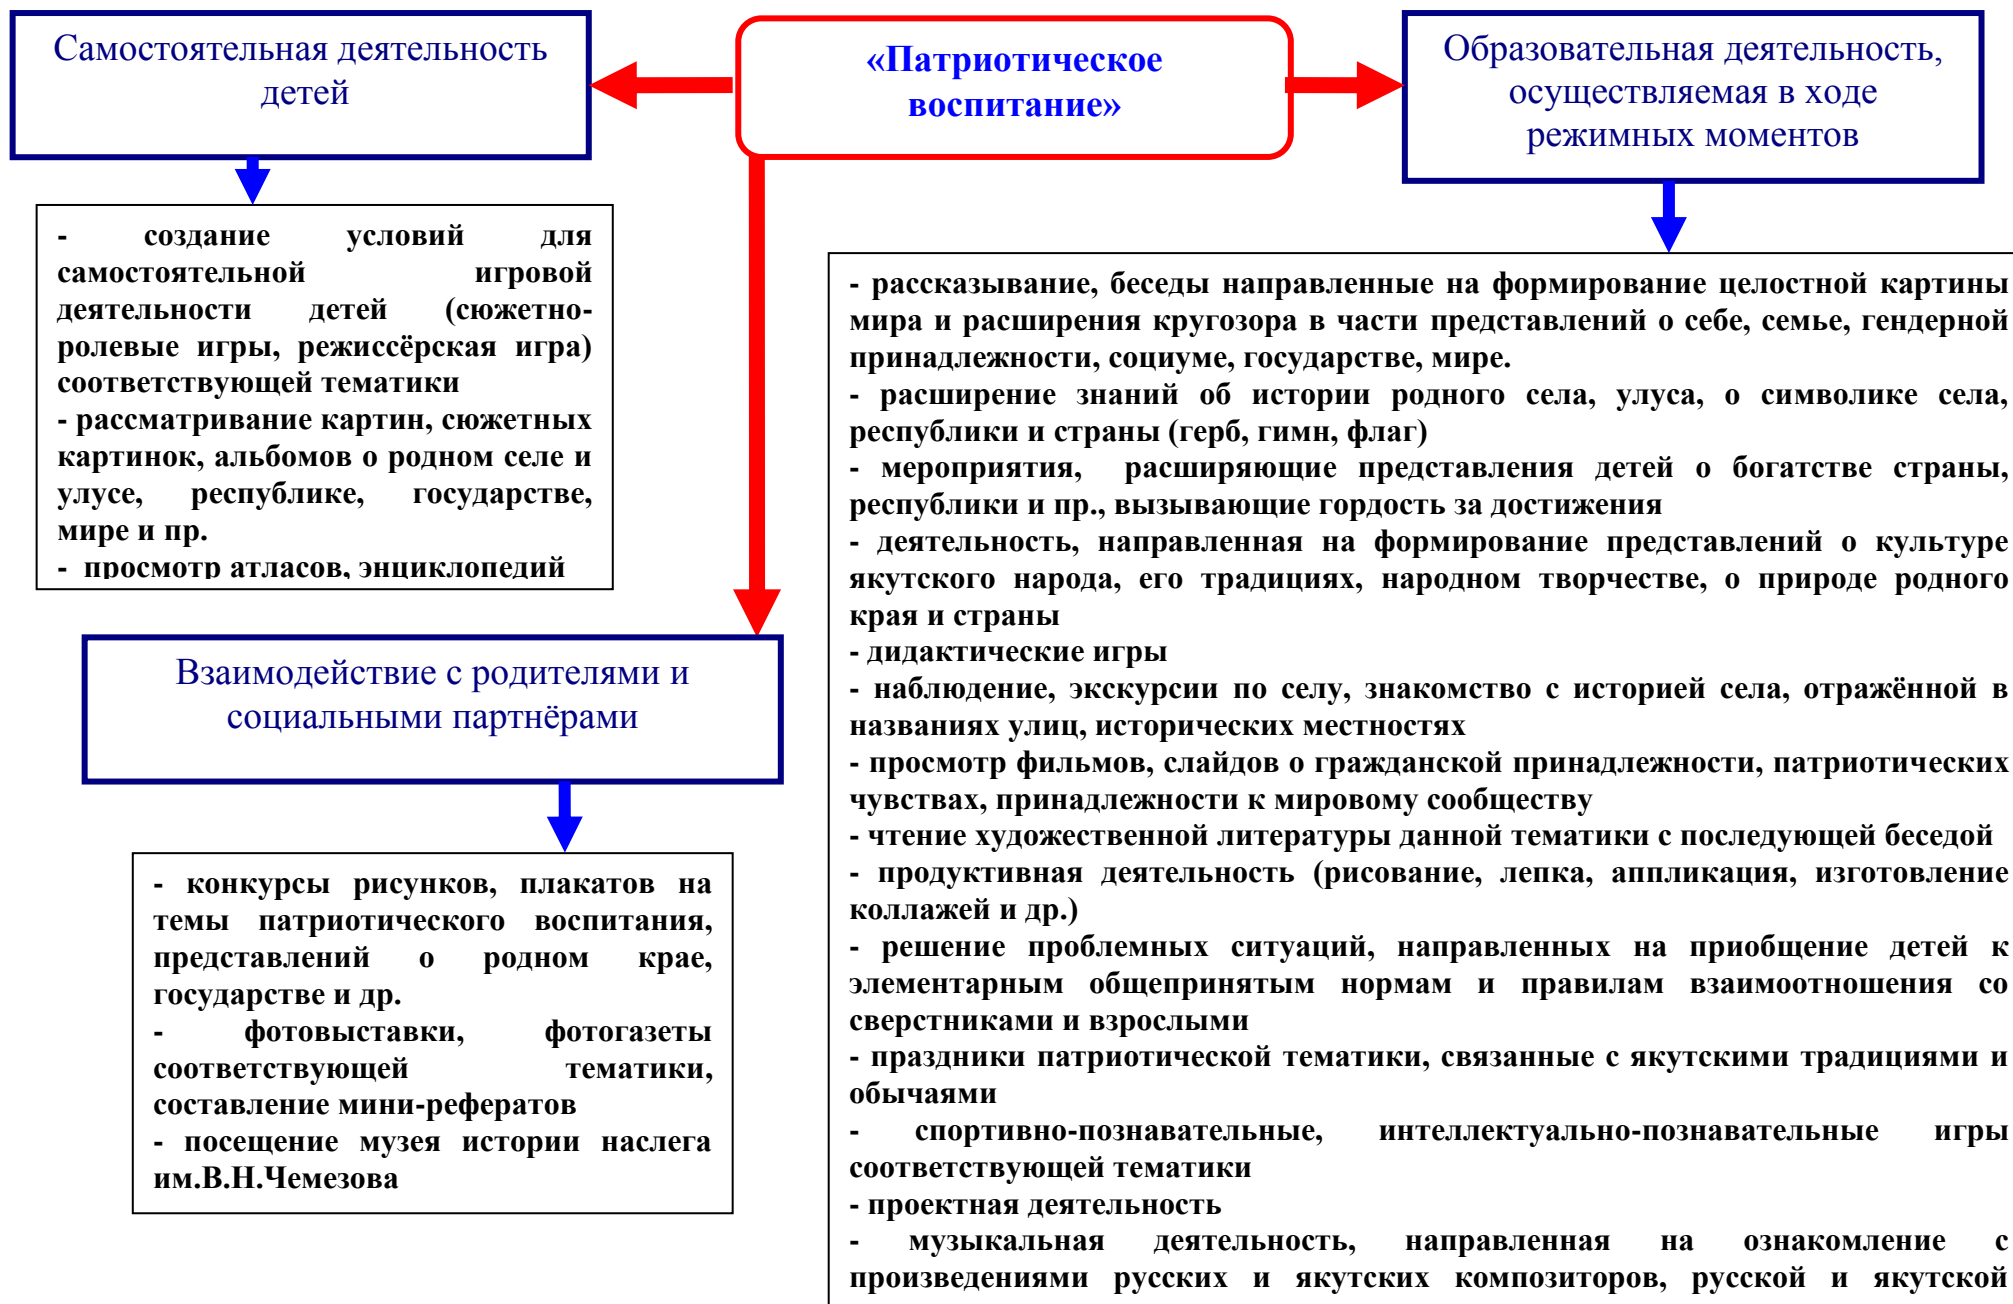 Самостоятельная деятельность
детей
«Патриотическое
воспитание»
Образовательная деятельность,
осуществляемая в ходе
режимных моментов
- создание условий для
самостоятельной игровой
деятельности детей (сюжетно-
ролевые игры, режиссёрская игра)
соответствующей тематики
- рассматривание картин, сюжетных
картинок, альбомов о родном селе и
улусе, республике, государстве,
мире и пр.
- просмотр атласов, энциклопедий
Взаимодействие с родителями и
социальными партнёрами
- конкурсы рисунков, плакатов на
темы патриотического воспитания,
представлений о родном крае,
государстве и др.
- фотовыставки, фотогазеты
соответствующей тематики,
составление мини-рефератов
- посещение музея истории наслега
им.В.Н.Чемезова
- рассказывание, беседы направленные на формирование целостной картины
мира и расширения кругозора в части представлений о себе, семье, гендерной
принадлежности, социуме, государстве, мире.
- расширение знаний об истории родного села, улуса, о символике села,
республики и страны (герб, гимн, флаг)
- мероприятия, расширяющие представления детей о богатстве страны,
республики и пр., вызывающие гордость за достижения
- деятельность, направленная на формирование представлений о культуре
якутского народа, его традициях, народном творчестве, о природе родного
края и страны
- дидактические игры
- наблюдение, экскурсии по селу, знакомство с историей села, отражённой в
названиях улиц, исторических местностях
- просмотр фильмов, слайдов о гражданской принадлежности, патриотических
чувствах, принадлежности к мировому сообществу
- чтение художественной литературы данной тематики с последующей беседой
- продуктивная деятельность (рисование, лепка, аппликация, изготовление
коллажей и др.)
- решение проблемных ситуаций, направленных на приобщение детей к
элементарным общепринятым нормам и правилам взаимоотношения со
сверстниками и взрослыми
- праздники патриотической тематики, связанные с якутскими традициями и
обычаями
- спортивно-познавательные, интеллектуально-познавательные игры
соответствующей тематики
- проектная деятельность
- музыкальная деятельность, направленная на ознакомление с
произведениями русских и якутских композиторов, русской и якутской